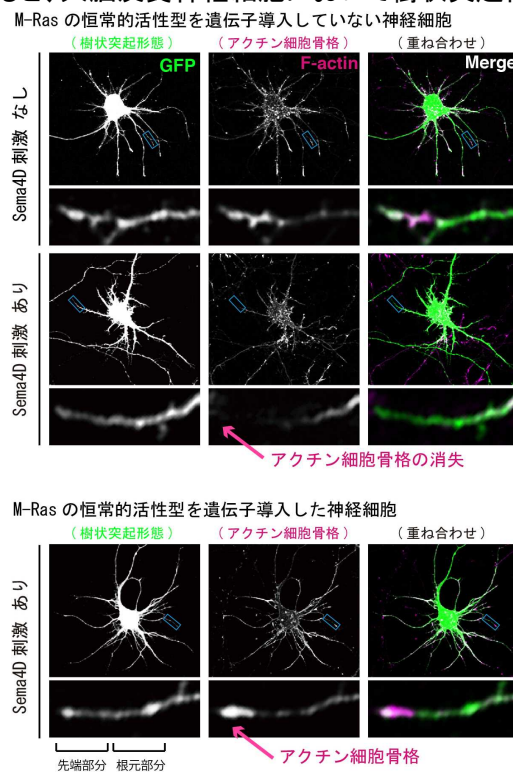 M-Ras の恒常的活性型を遺伝子導入していない神経細胞
（樹状突起形態）
（アクチン細胞骨格）
（重ね合わせ）
GFP
F-actin
Merge
Sema4D 刺激 なし
Sema4D 刺激 あり
アクチン細胞骨格の消失
M-Ras の恒常的活性型を遺伝子導入した神経細胞
（樹状突起形態）
（アクチン細胞骨格）
（重ね合わせ）
Sema4D 刺激 あり
先端部分
根元部分
アクチン細胞骨格